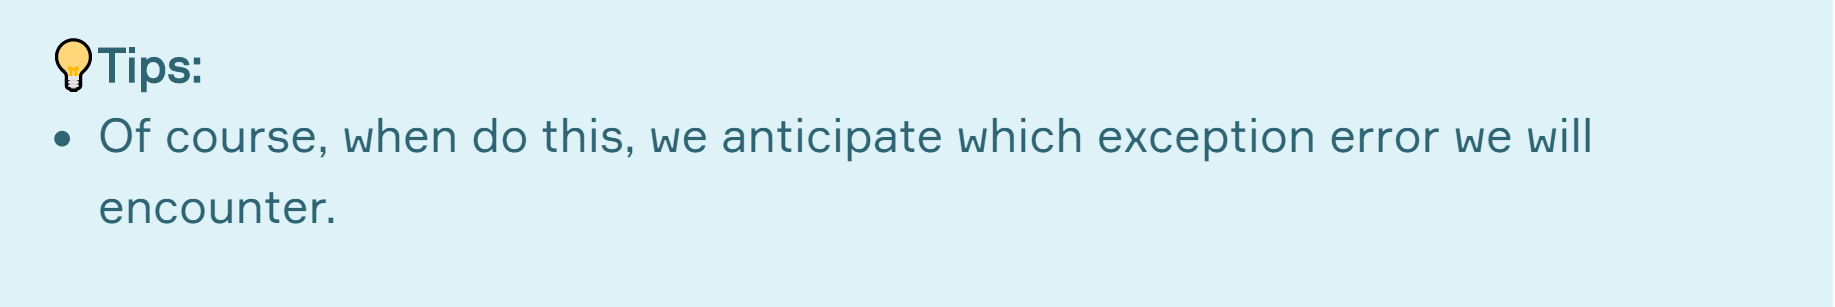 💡Tips:
• Of course, when do this, we anticipate which exception error we will
encounter.